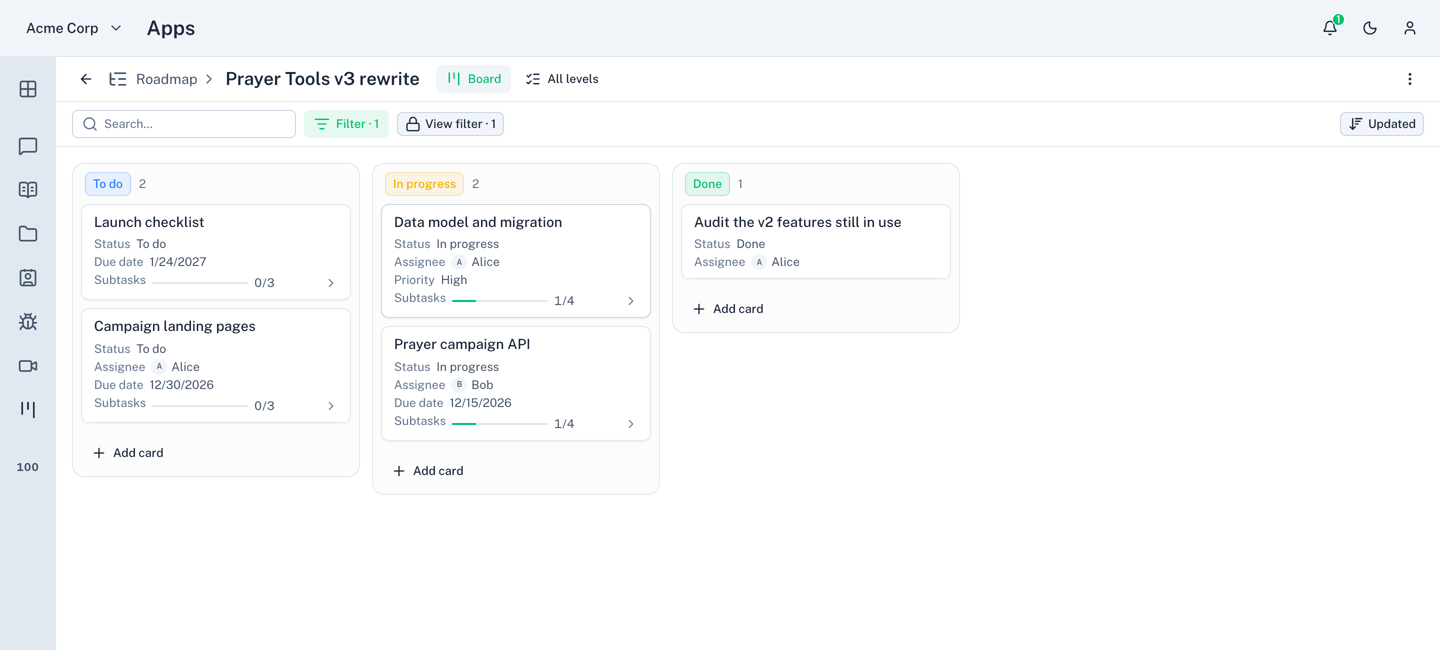 Acme Corp
Apps
1
Roadmap
Prayer Tools v3 rewrite
Board
All levels
Search...
Filter · 1
View filter · 1
Updated
To do 2
Launch checklist
Status To do
Due date 1/24/2027
Subtasks 0/3
Campaign landing pages
Status To do
Assignee A Alice
Due date 12/30/2026
Subtasks 0/3
Add card
In progress 2
Data model and migration
Status In progress
Assignee A Alice
Priority High
Subtasks 1/4
Prayer campaign API
Status In progress
Assignee B Bob
Due date 12/15/2026
Subtasks 1/4
Add card
Done 1
Audit the v2 features still in use
Status Done
Assignee A Alice
Add card
100